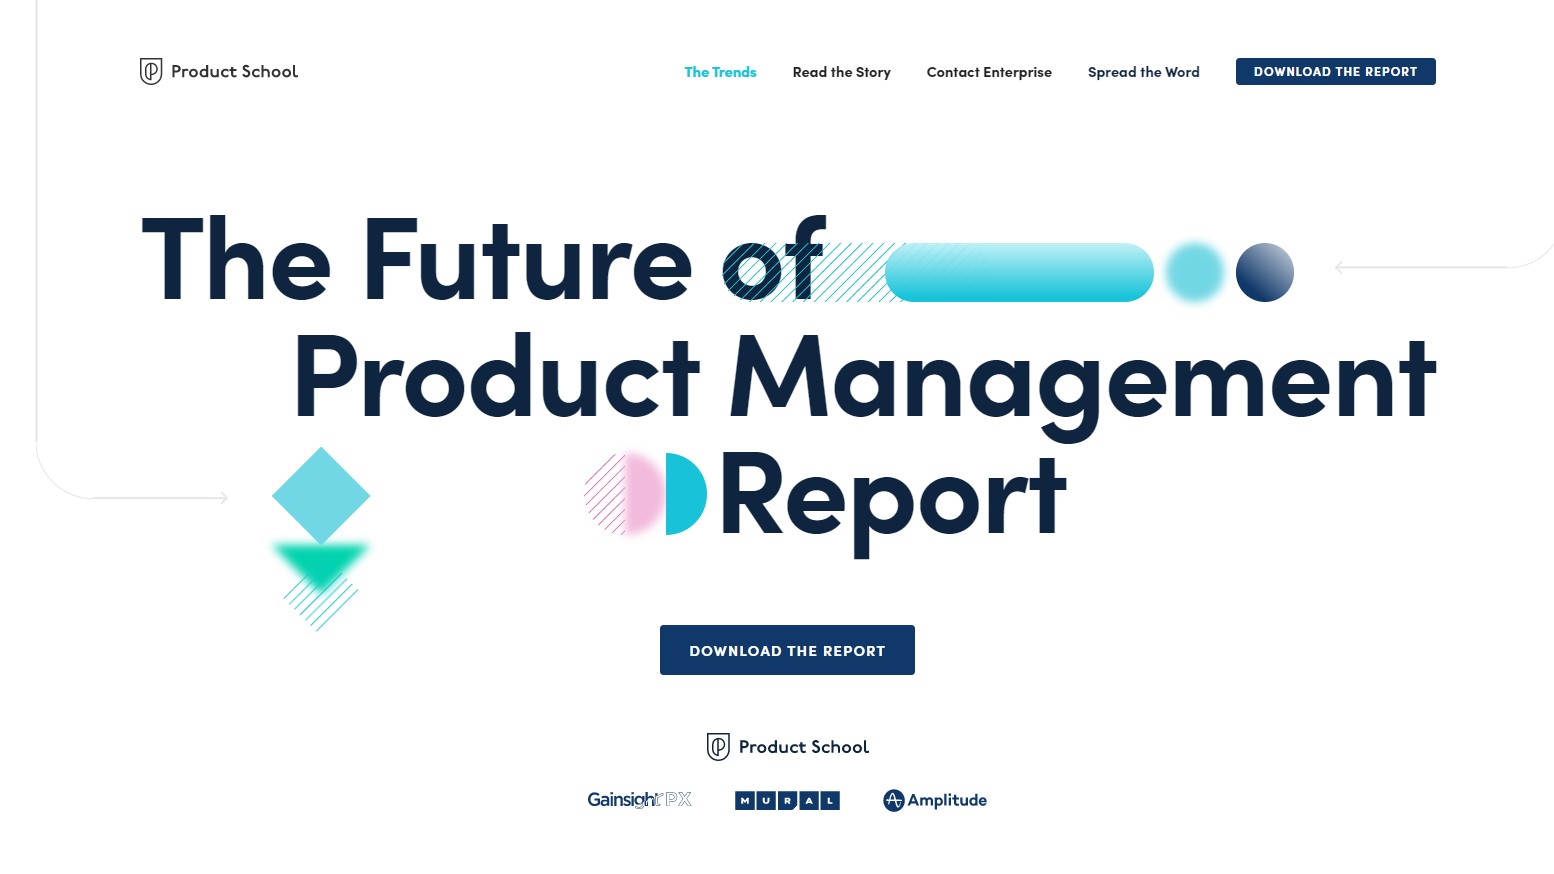 Product School
The Trends
Read the Story
Contact Enterprise
Spread the Word
DOWNLOAD THE REPORT
The Future of
Product Management
Report
DOWNLOAD THE REPORT
Product School
Gainsight PX
MURAL
Amplitude